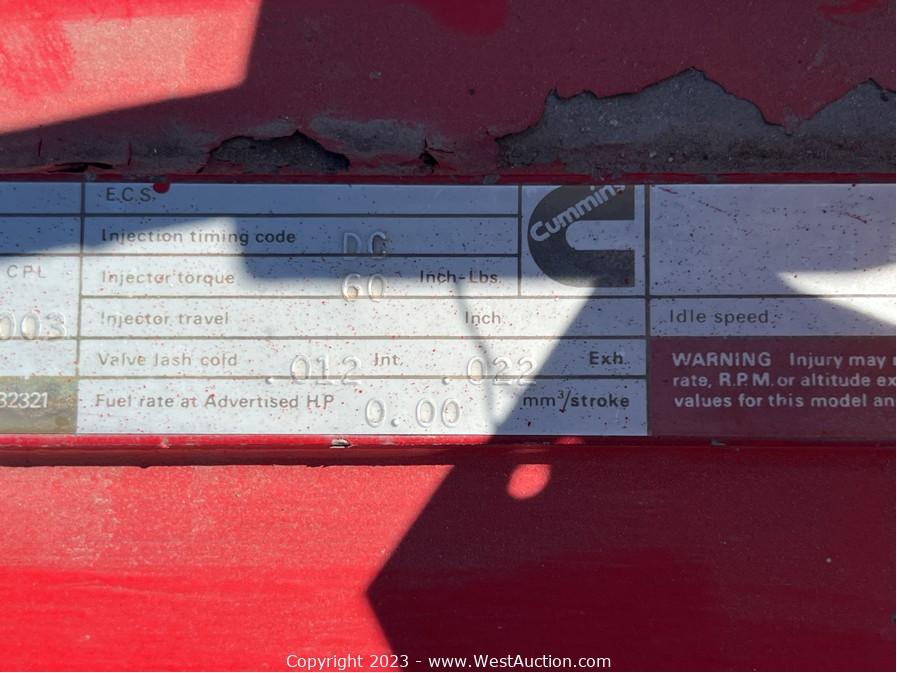 E.C.S.
Injection timing code DC
Cummins
CPL
Injector torque 60 Inch-Lbs.
003
Injector travel Inch
Idle speed
Valve lash cold .012 Int. .022 Exh.
32321
Fuel rate at Advertised H.P. 0.00 mm³/stroke
WARNING Injury may
rate, R.P.M. or altitude ex
values for this model an
Copyright 2023 - www.WestAuction.com